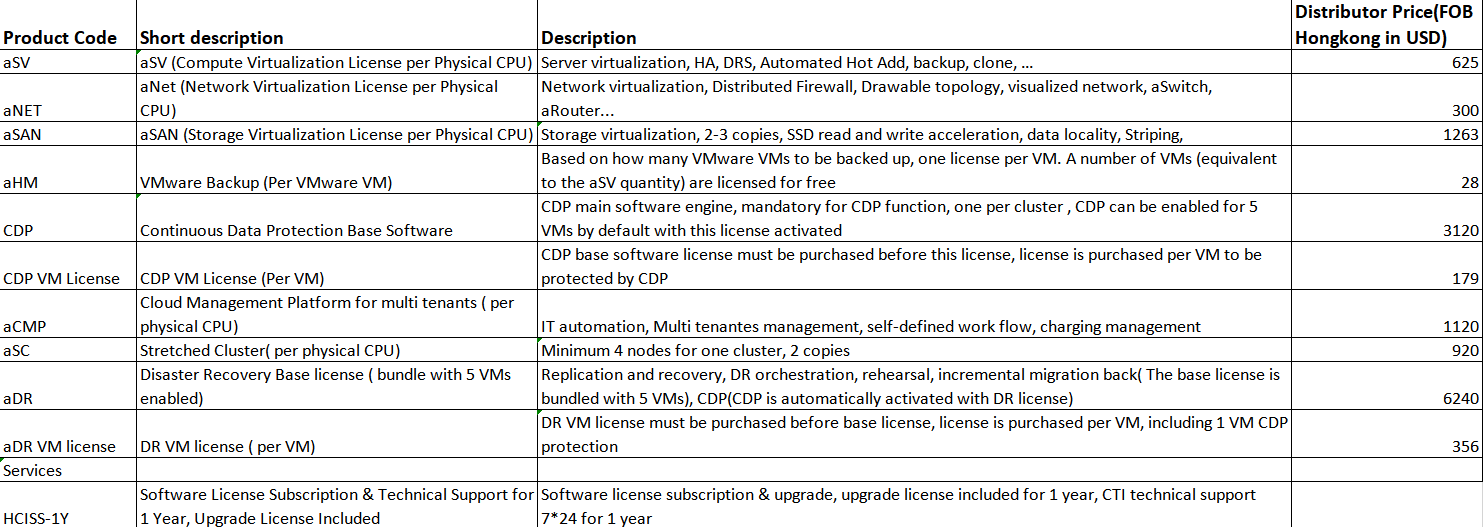 Product Code Short description Description Distributor Price(FOB Hongkong in USD)
aSV aSV (Compute Virtualization License per Physical CPU) Server virtualization, HA, DRS, Automated Hot Add, backup, clone, ... 625
aNET aNet (Network Virtualization License per Physical CPU) Network virtualization, Distributed Firewall, Drawable topology, visualized network, aSwitch, aRouter... 300
aSAN aSAN (Storage Virtualization License per Physical CPU) Storage virtualization, 2-3 copies, SSD read and write acceleration, data locality, Striping, 1263
aHM VMware Backup (Per VMware VM) Based on how many VMware VMs to be backed up, one license per VM. A number of VMs (equivalent to the aSV quantity) are licensed for free 28
CDP Continuous Data Protection Base Software CDP main software engine, mandatory for CDP function, one per cluster , CDP can be enabled for 5 VMs by default with this license activated 3120
CDP VM License CDP VM License (Per VM) CDP base software license must be purchased before this license, license is purchased per VM to be protected by CDP 179
aCMP Cloud Management Platform for multi tenants ( per physical CPU) IT automation, Multi tenantes management, self-defined work flow, charging management 1120
aSC Stretched Cluster( per physical CPU) Minimum 4 nodes for one cluster, 2 copies 920
aDR Disaster Recovery Base license ( bundle with 5 VMs enabled) Replication and recovery, DR orchestration, rehearsal, incremental migration back( The base license is bundled with 5 VMs), CDP(CDP is automatically activated with DR license) 6240
aDR VM license DR VM license ( per VM) DR VM license must be purchased before base license, license is purchased per VM, including 1 VM CDP protection 356
Services
HCISS-1Y Software License Subscription & Technical Support for 1 Year, Upgrade License Included Software license subscription & upgrade, upgrade license included for 1 year, CTI technical support 7*24 for 1 year